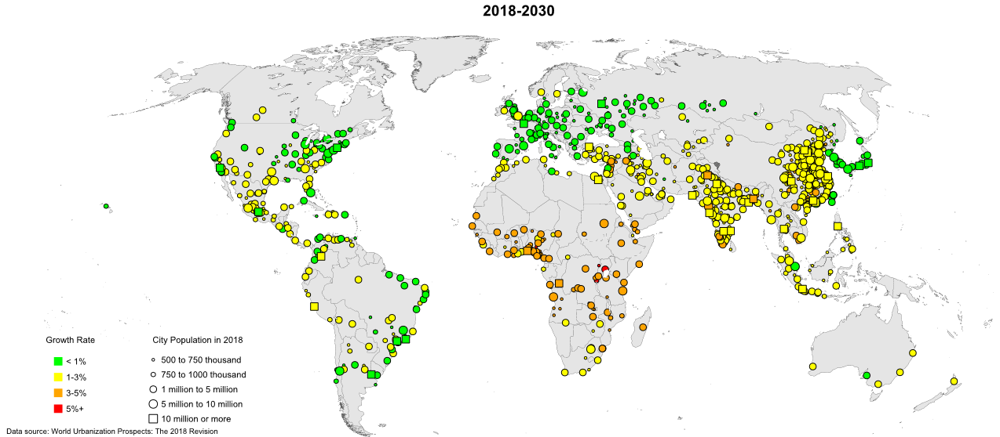 2018-2030
Growth Rate
< 1%
1-3%
3-5%
5%+
City Population in 2018
500 to 750 thousand
750 to 1000 thousand
1 million to 5 million
5 million to 10 million
10 million or more
Data source: World Urbanization Prospects: The 2018 Revision